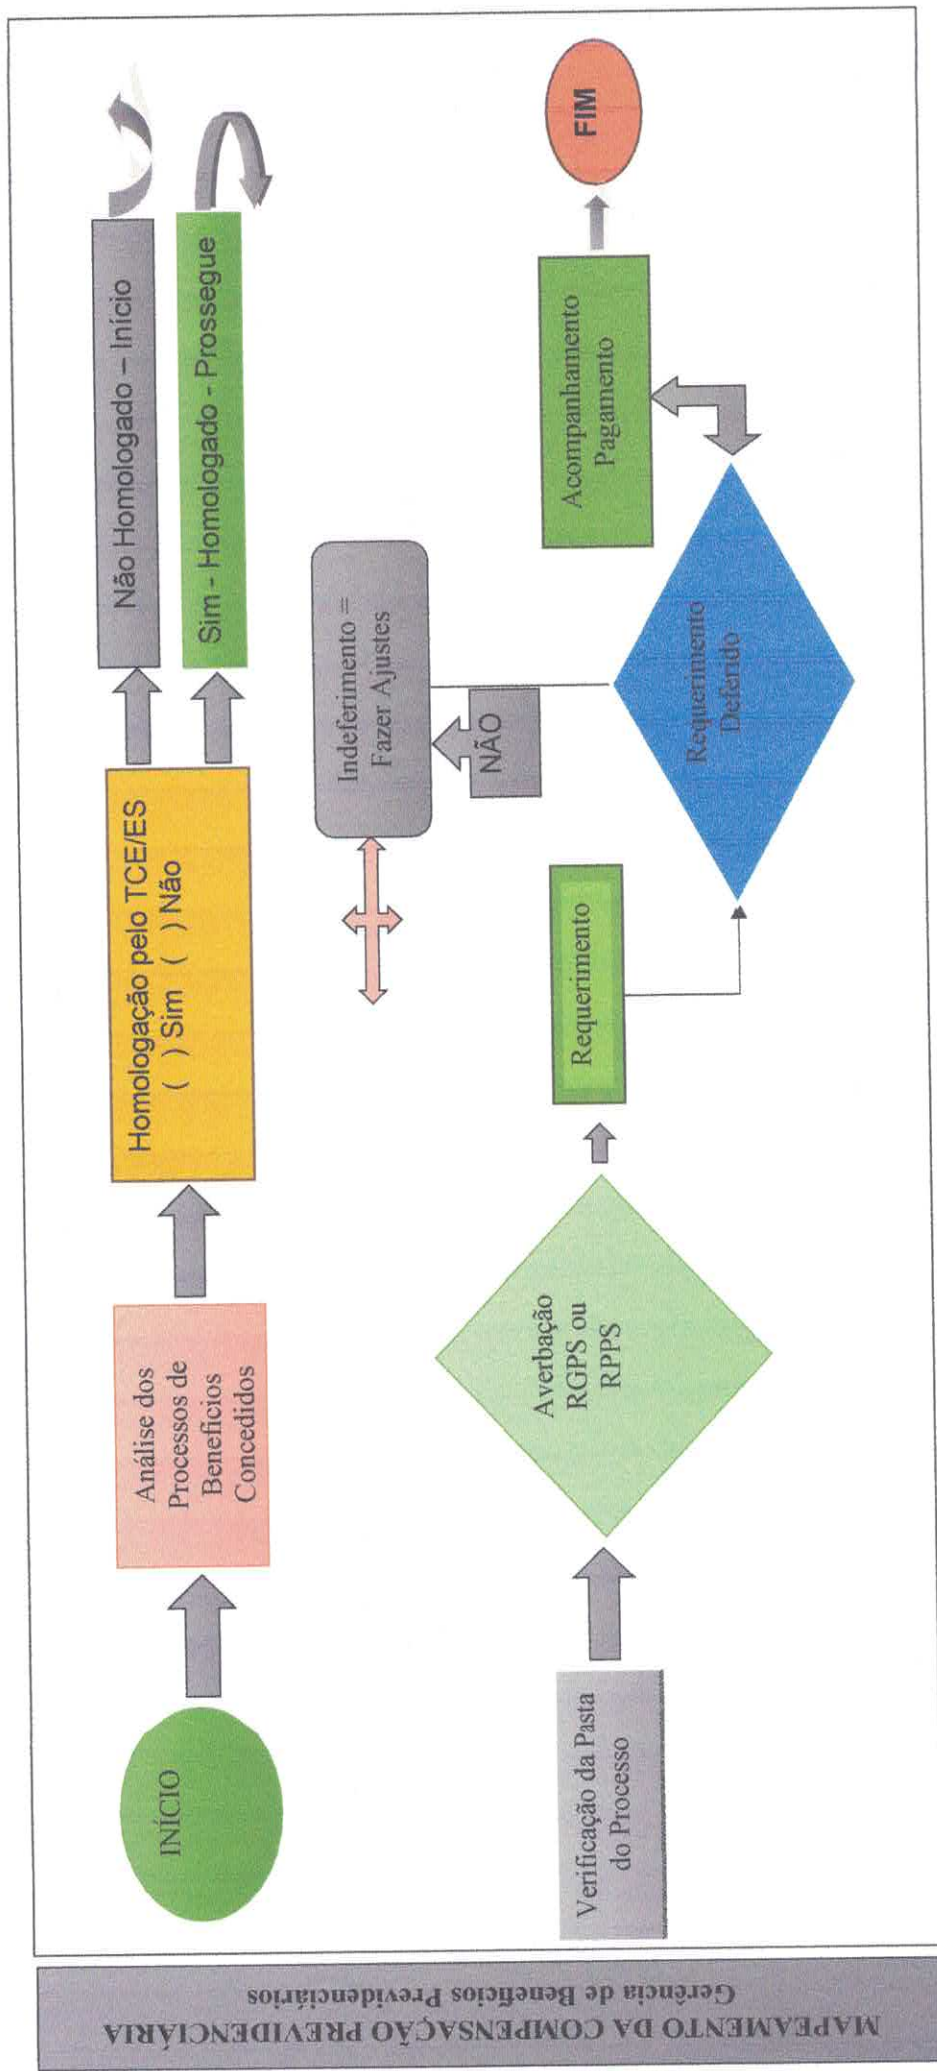 MAPEAMENTO DA COMPENSAÇÃO PREVIDENCIÁRIA
Gerência de Benefícios Previdenciários
INÍCIO
Análise dos
Processos de
Benefícios
Concedidos
Homologação pelo TCE/ES
( ) Sim ( ) Não
Não Homologado – Início
Sim - Homologado - Prossegue
Indeferimento =
Fazer Ajustes
NÃO
Verificação da Pasta
do Processo
Averbação
RGPS ou
RPPS
Requerimento
Requerimento
Deferido
Acompanhamento
Pagamento
FIM